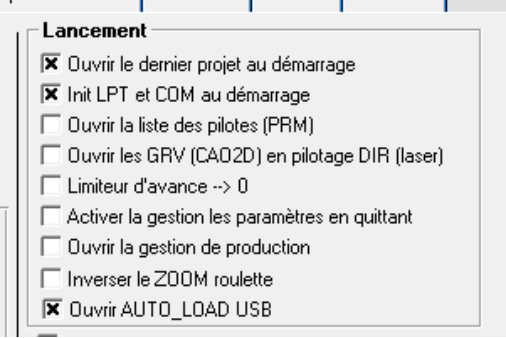 Lancement
Ouvrir le dernier projet au démarrage
Init LPT et COM au démarrage
Ouvrir la liste des pilotes (PRM)
Ouvrir les GRV (CAO2D) en pilotage DIR (laser)
Limiteur d'avance --> 0
Activer la gestion les paramètres en quittant
Ouvrir la gestion de production
Inverser le ZOOM roulette
Ouvrir AUTO_LOAD USB